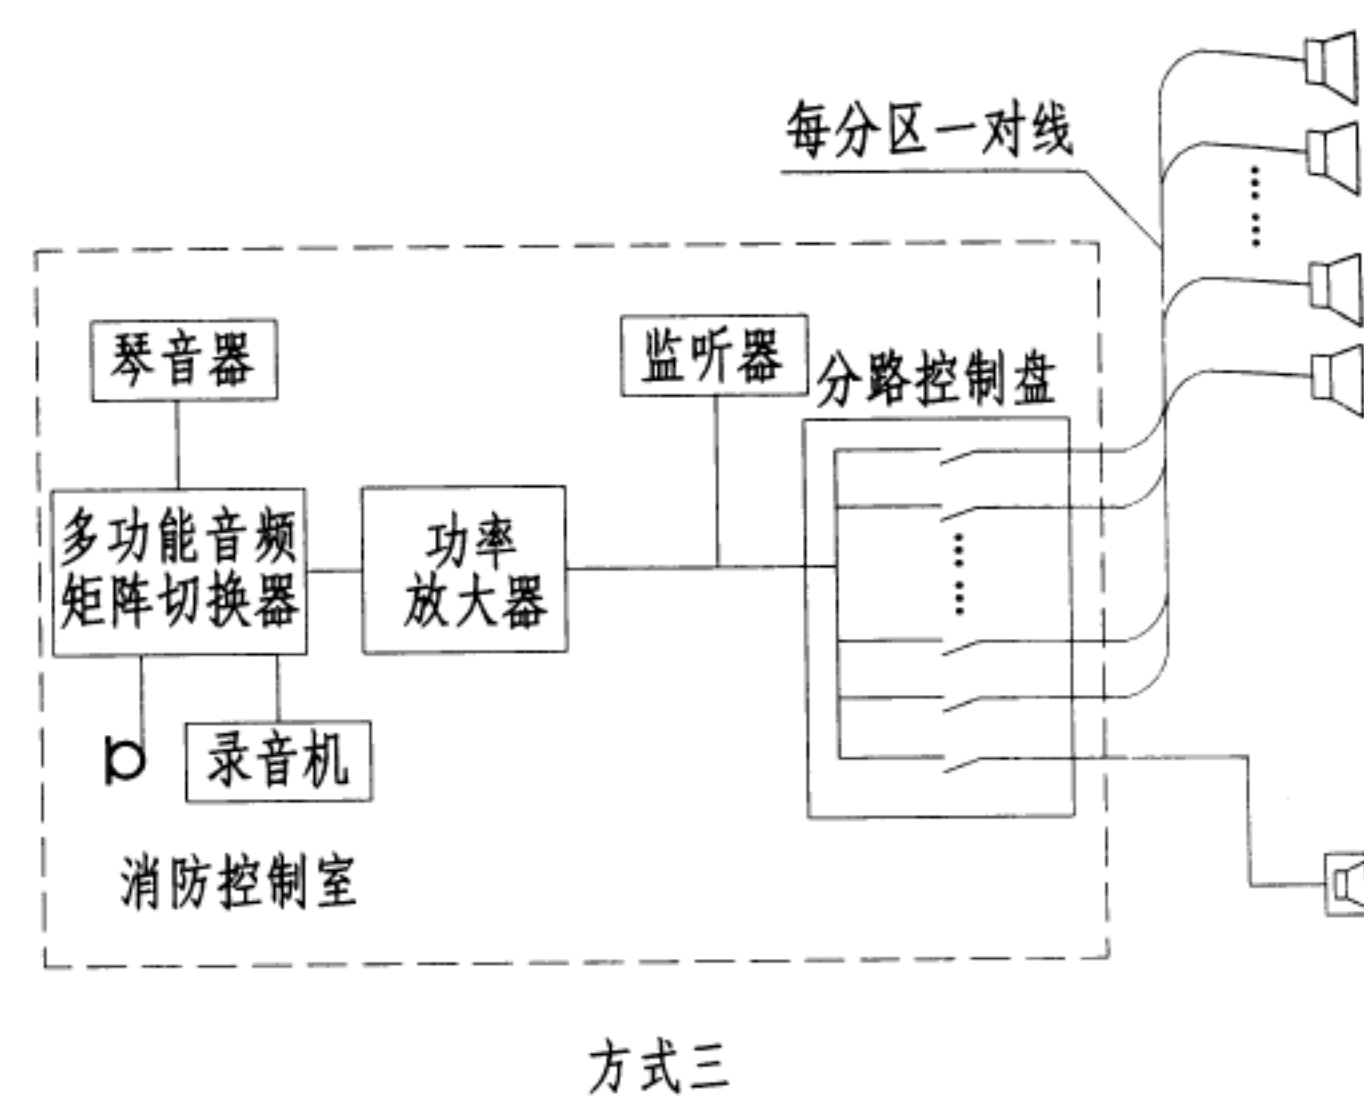 每分区一对线
琴音器
监听器
分路控制盘
多功能音频
矩阵切换器
功率
放大器
录音机
消防控制室
方式三